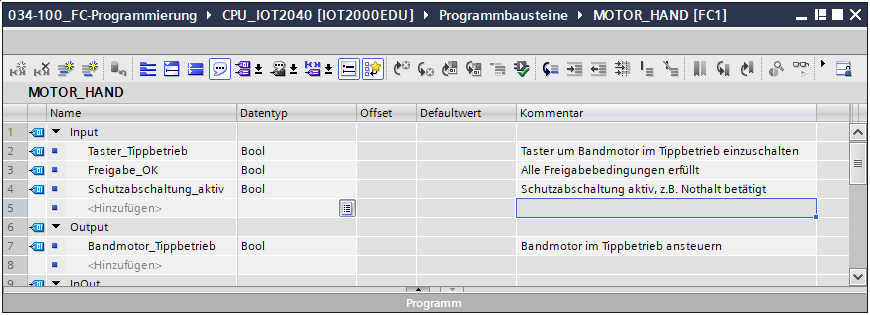 034-100_FC-Programmierung CPU_IOT2040 [IOT2000EDU] Programmbausteine MOTOR_HAND [FC1]
MOTOR_HAND
Name Datentyp Offset Defaultwert Kommentar
1 Input
2 Taster_Tippbetrieb Bool Taster um Bandmotor im Tippbetrieb einzuschalten
3 Freigabe_OK Bool Alle Freigabebedingungen erfüllt
4 Schutzabschaltung_aktiv Bool Schutzabschaltung aktiv, z.B. Nothalt betätigt
5 <Hinzufügen>
6 Output
7 Bandmotor_Tippbetrieb Bool Bandmotor im Tippbetrieb ansteuern
8 <Hinzufügen>
9 InOut
Programm